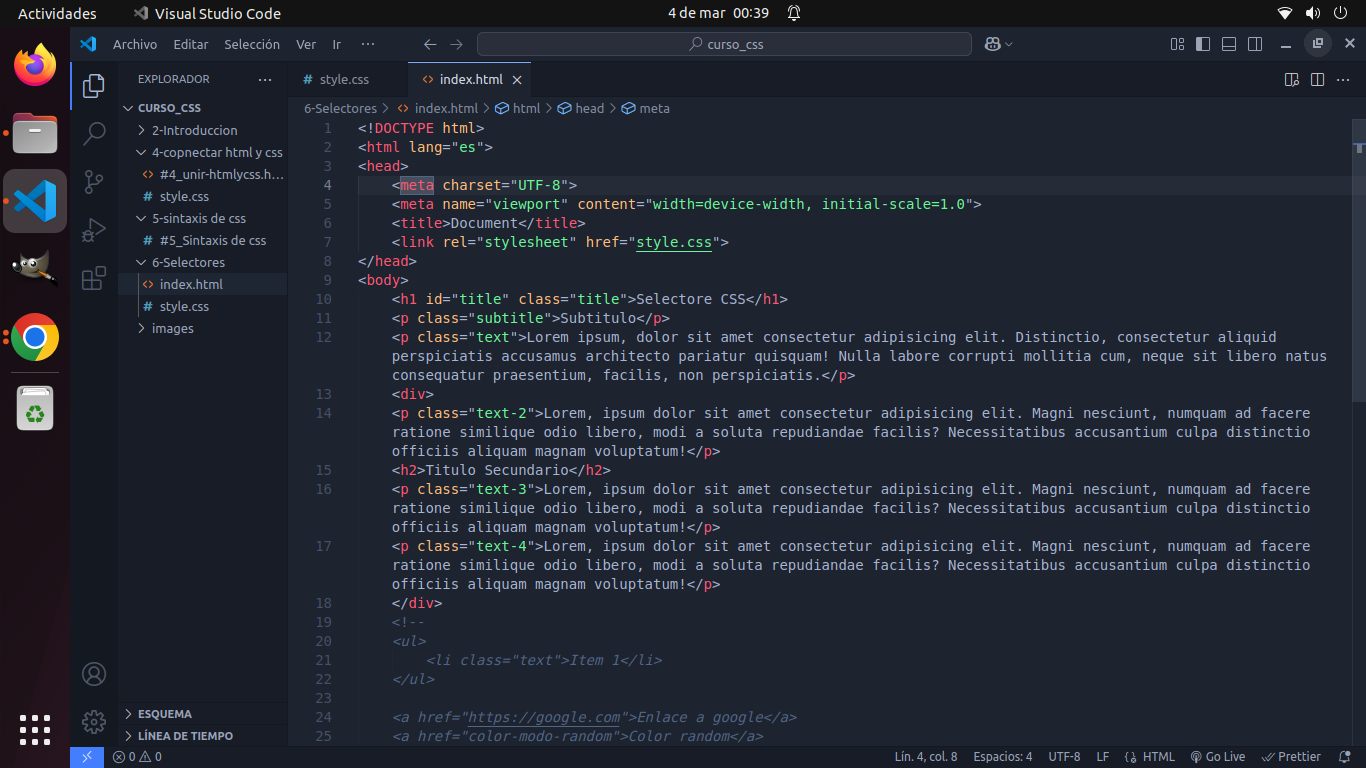 Actividades
Visual Studio Code
4 de mar 00:39
Archivo Editar Selección Ver Ir ···
curso_css
EXPLORADOR ···
CURSO_CSS
2-Introduccion
4-copnectar html y css
<> #4_unir-htmlycss.h...
# style.css
5-sintaxis de css
# #5_Sintaxis de css
6-Selectores
<> index.html
# style.css
images
ESQUEMA
LÍNEA DE TIEMPO
# style.css
<> index.html
6-Selectores > <> index.html > html > head > meta
1 <!DOCTYPE html>
2 <html lang="es">
3 <head>
4 <meta charset="UTF-8">
5 <meta name="viewport" content="width=device-width, initial-scale=1.0">
6 <title>Document</title>
7 <link rel="stylesheet" href="style.css">
8 </head>
9 <body>
10 <h1 id="title" class="title">Selectore CSS</h1>
11 <p class="subtitle">Subtitulo</p>
12 <p class="text">Lorem ipsum, dolor sit amet consectetur adipisicing elit. Distinctio, consectetur aliquid
perspiciatis accusamus architecto pariatur quisquam! Nulla labore corrupti mollitia cum, neque sit libero natus
consequatur praesentium, facilis, non perspiciatis.</p>
13 <div>
14 <p class="text-2">Lorem, ipsum dolor sit amet consectetur adipisicing elit. Magni nesciunt, numquam ad facere
ratione similique odio libero, modi a soluta repudiandae facilis? Necessitatibus accusantium culpa distinctio
officiis aliquam magnam voluptatum!</p>
15 <h2>Titulo Secundario</h2>
16 <p class="text-3">Lorem, ipsum dolor sit amet consectetur adipisicing elit. Magni nesciunt, numquam ad facere
ratione similique odio libero, modi a soluta repudiandae facilis? Necessitatibus accusantium culpa distinctio
officiis aliquam magnam voluptatum!</p>
17 <p class="text-4">Lorem, ipsum dolor sit amet consectetur adipisicing elit. Magni nesciunt, numquam ad facere
ratione similique odio libero, modi a soluta repudiandae facilis? Necessitatibus accusantium culpa distinctio
officiis aliquam magnam voluptatum!</p>
18 </div>
19 <!--
20 <ul>
21 <li class="text">Item 1</li>
22 </ul>
23
24 <a href="https://google.com">Enlace a google</a>
25 <a href="color-modo-random">Color random</a>
0 0
Lín. 4, col. 8 Espacios: 4 UTF-8 LF {} HTML Go Live Prettier